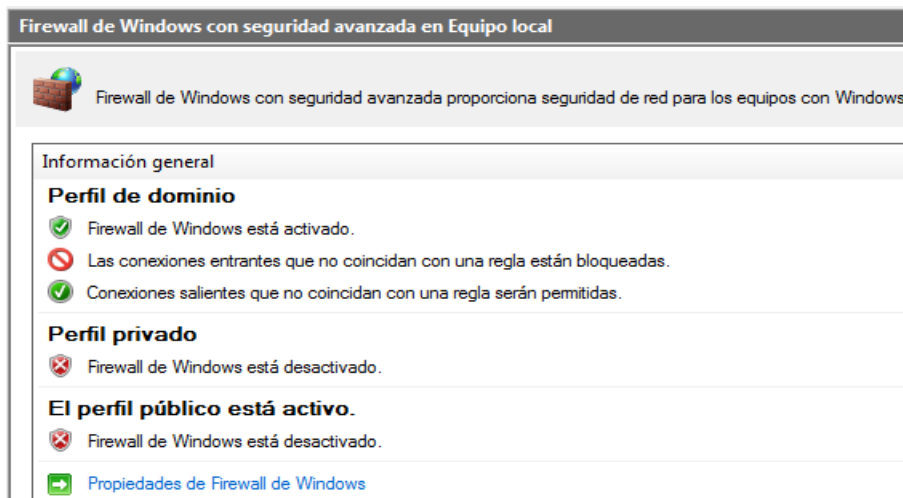 Firewall de Windows con seguridad avanzada en Equipo local
Firewall de Windows con seguridad avanzada proporciona seguridad de red para los equipos con Windows
Información general
Perfil de dominio
Firewall de Windows está activado.
Las conexiones entrantes que no coincidan con una regla están bloqueadas.
Conexiones salientes que no coincidan con una regla serán permitidas.
Perfil privado
Firewall de Windows está desactivado.
El perfil público está activo.
Firewall de Windows está desactivado.
Propiedades de Firewall de Windows